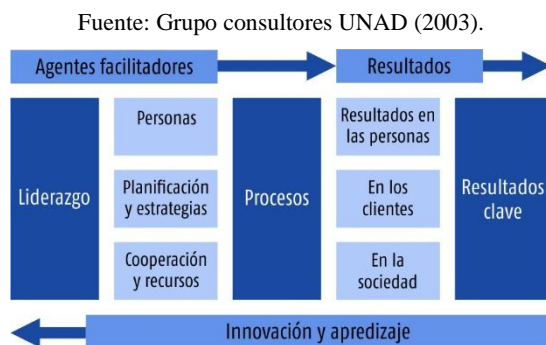 Fuente: Grupo consultores UNAD (2003).
Agentes facilitadores
Resultados
Liderazgo
Personas
Planificación
y estrategias
Cooperación
y recursos
Procesos
Resultados en
las personas
En los
clientes
En la
sociedad
Resultados
clave
Innovación y apredizaje